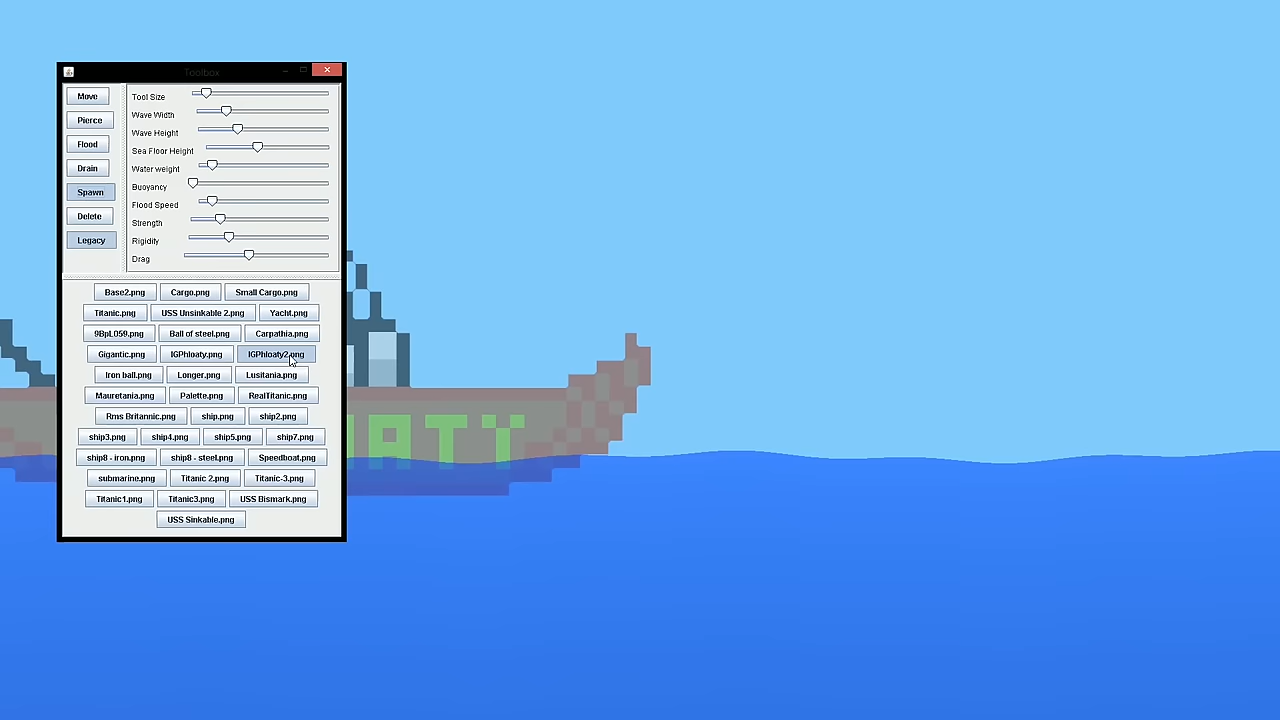 Toolbox
Move
Pierce
Flood
Drain
Spawn
Delete
Legacy
Tool Size
Wave Width
Wave Height
Sea Floor Height
Water weight
Buoyancy
Flood Speed
Strength
Rigidity
Drag
Base2.png Cargo.png Small Cargo.png
Titanic.png USS Unsinkable 2.png Yacht.png
9BpL059.png Ball of steel.png Carpathia.png
Gigantic.png IGPhloaty.png IGPhloaty2.png
Iron ball.png Longer.png Lusitania.png
Mauretania.png Palette.png RealTitanic.png
Rms Britannic.png ship.png ship2.png
ship3.png ship4.png ship5.png ship7.png
ship8 - iron.png ship8 - steel.png Speedboat.png
submarine.png Titanic 2.png Titanic-3.png
Titanic1.png Titanic3.png USS Bismark.png
USS Sinkable.png
ATY